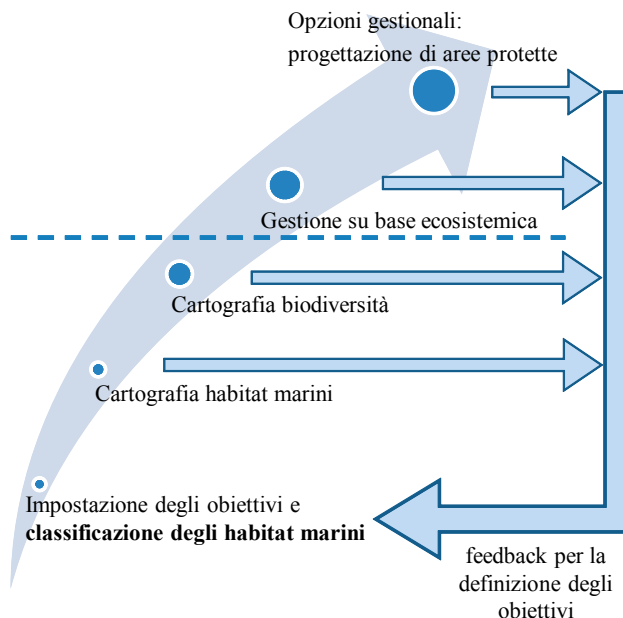 Opzioni gestionali:
progettazione di aree protette
Gestione su base ecosistemica
Cartografia biodiversità
Cartografia habitat marini
Impostazione degli obiettivi e
classificazione degli habitat marini
feedback per la
definizione degli
obiettivi